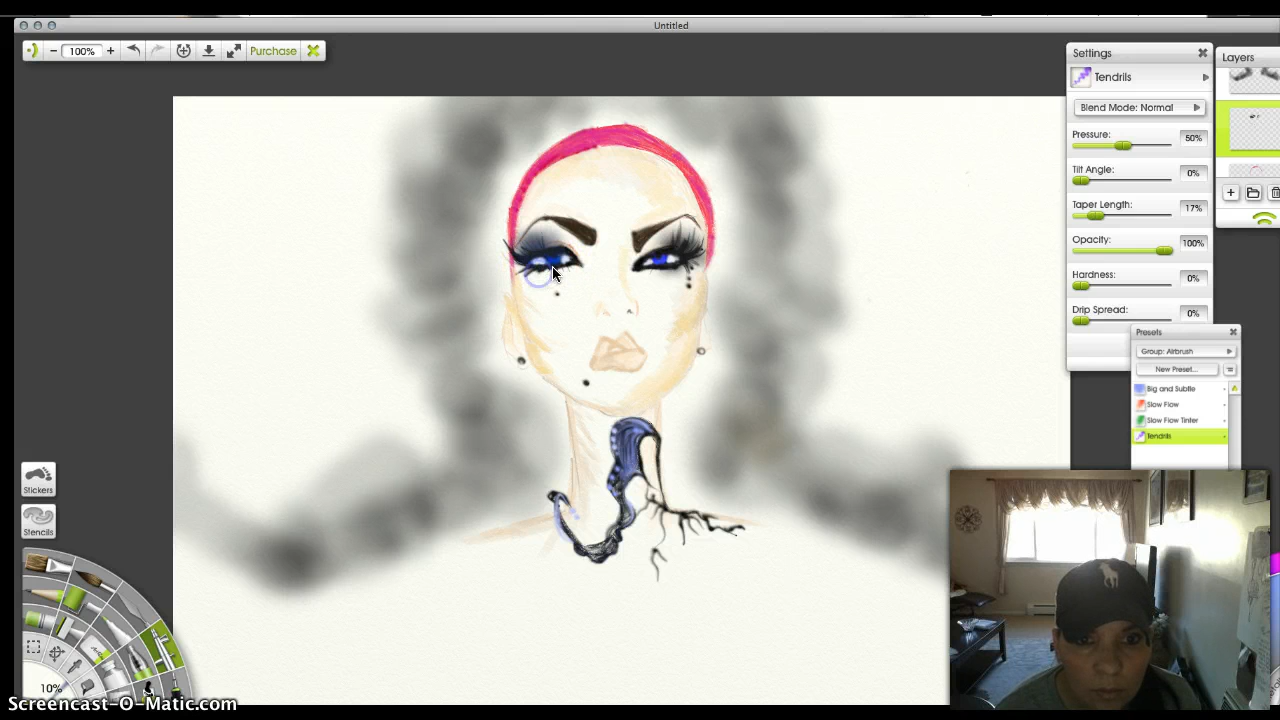 Untitled
100%
Purchase
Settings
Layers
Tendrils
Blend Mode: Normal
Pressure:
50%
Tilt Angle:
0%
Taper Length:
17%
Opacity:
100%
Hardness:
0%
Drip Spread:
0%
Presets
Group: Airbrush
New Preset...
Big and Subtle
Slow Flow
Slow Flow Tinter
Tendrils
Stickers
Stencils
10%
Screencast-O-Matic.com